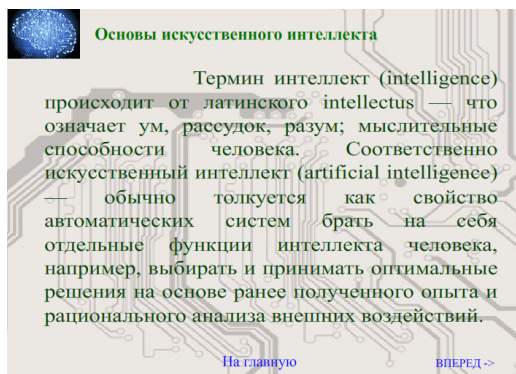 Основы искусственного интеллекта
Термин интеллект (intelligence)
происходит от латинского intellectus — что
означает ум, рассудок, разум; мыслительные
способности человека. Соответственно
искусственный интеллект (artificial intelligence)
— обычно толкуется как свойство
автоматических систем брать на себя
отдельные функции интеллекта человека,
например, выбирать и принимать оптимальные
решения на основе ранее полученного опыта и
рационального анализа внешних воздействий.
На главную
ВПЕРЕД ->